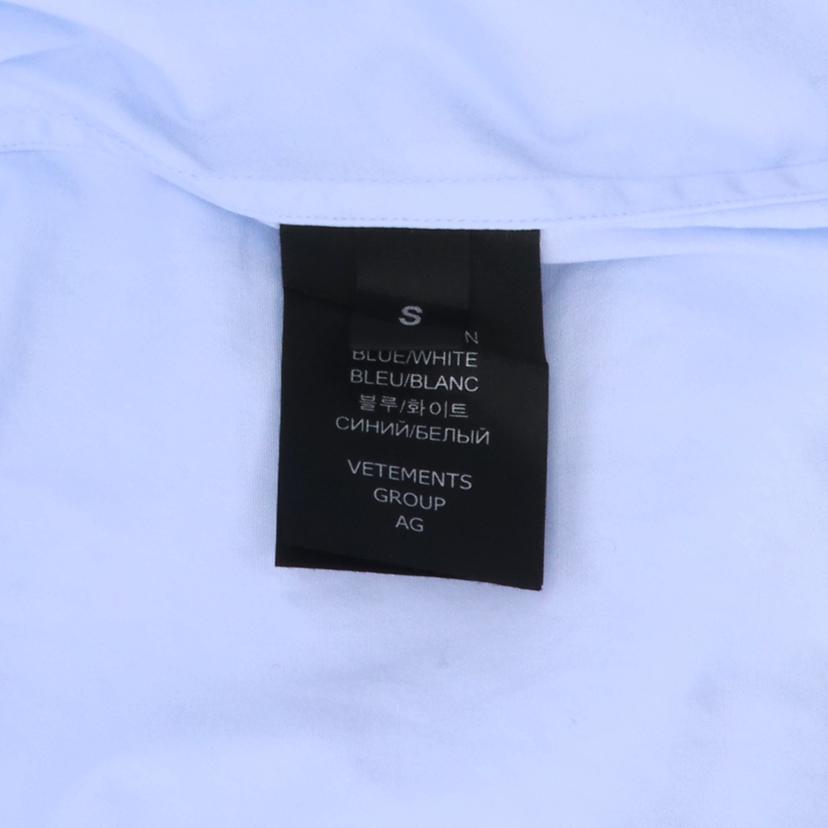 S
N
BLUE/WHITE
BLEU/BLANC
블루/화이트
СИНИЙ/БЕЛЫЙ
VETEMENTS
GROUP
AG